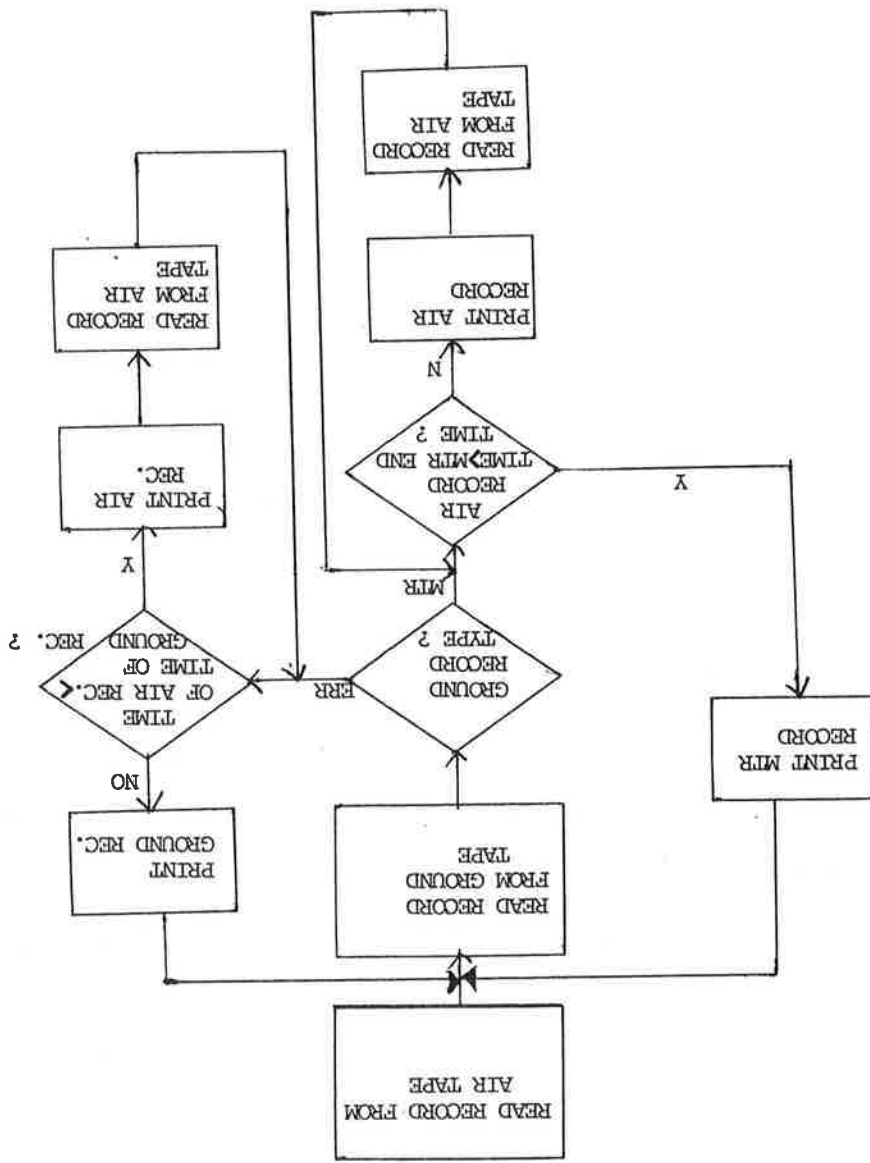 READ RECORD FROM
AIR TAPE
READ RECORD
FROM GROUND
TAPE
PRINT
GROUND REC.
PRINT MTR
RECORD
NO
GROUND
RECORD
TYPE ?
ERR
TIME
OF AIR REC. <
TIME OF
GROUND REC. ?
MTR
Y
AIR
RECORD
TIME>MTR END
TIME ?
Y
N
PRINT AIR
REC.
PRINT AIR
RECORD
READ RECORD
FROM AIR
TAPE
READ RECORD
FROM AIR
TAPE